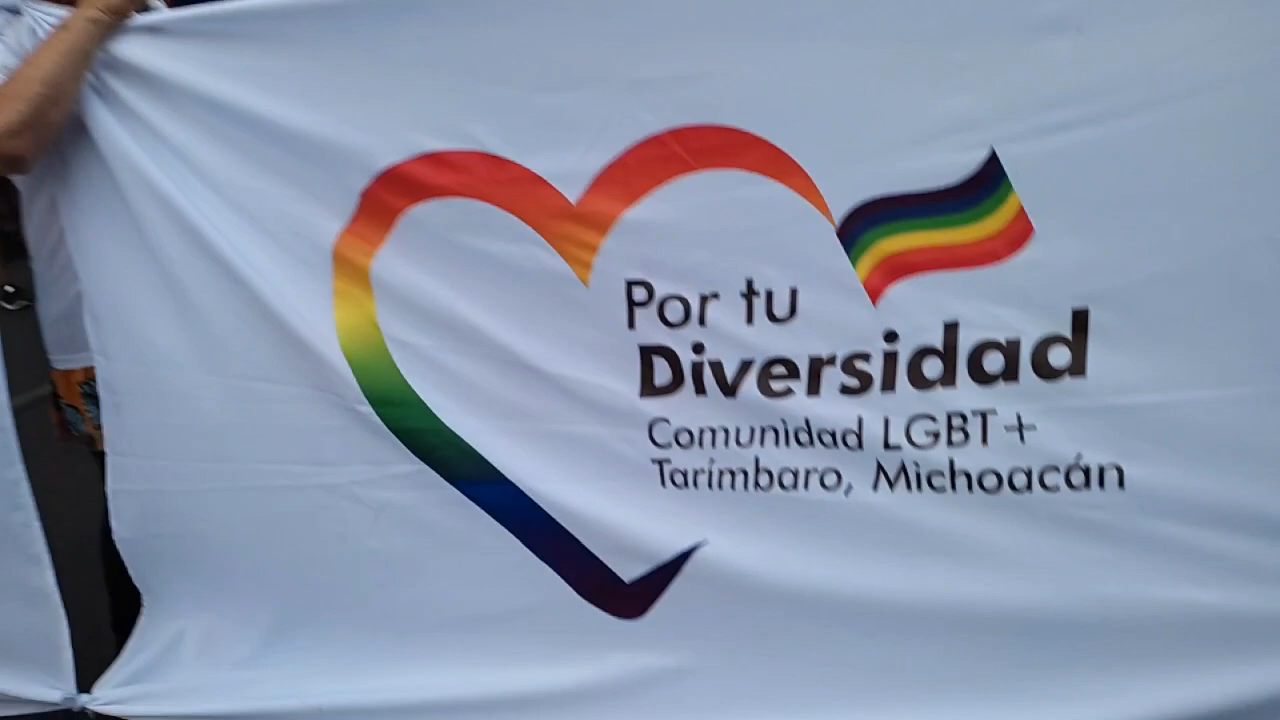 Por tu
Diversidad
Comunidad LGBT+
Tarímbaro, Michoacán